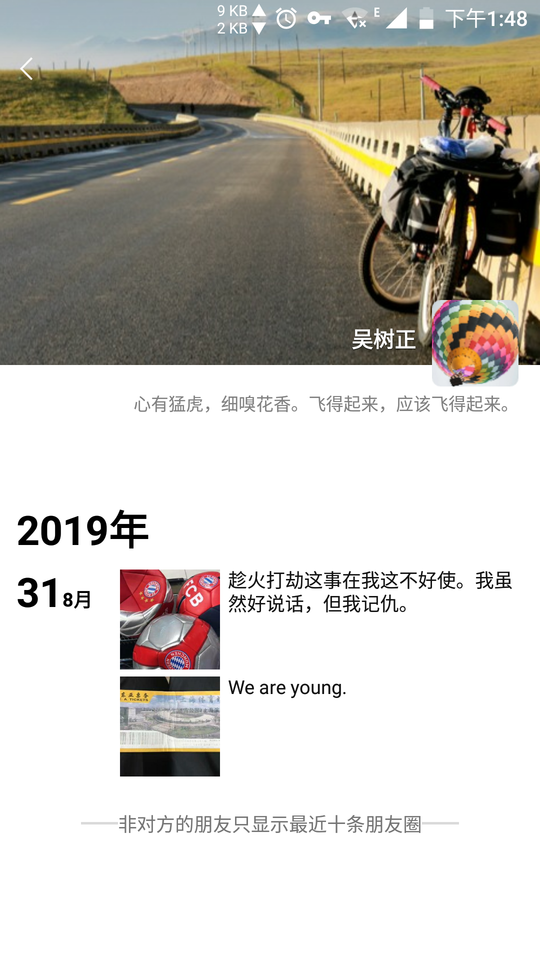 9 KB
2 KB
E
下午1:48
吴树正
心有猛虎，细嗅花香。飞得起来，应该飞得起来。
2019年
31 8月
FCB
趁火打劫这事在我这不好使。我虽
然好说话，但我记仇。
We are young.
非对方的朋友只显示最近十条朋友圈